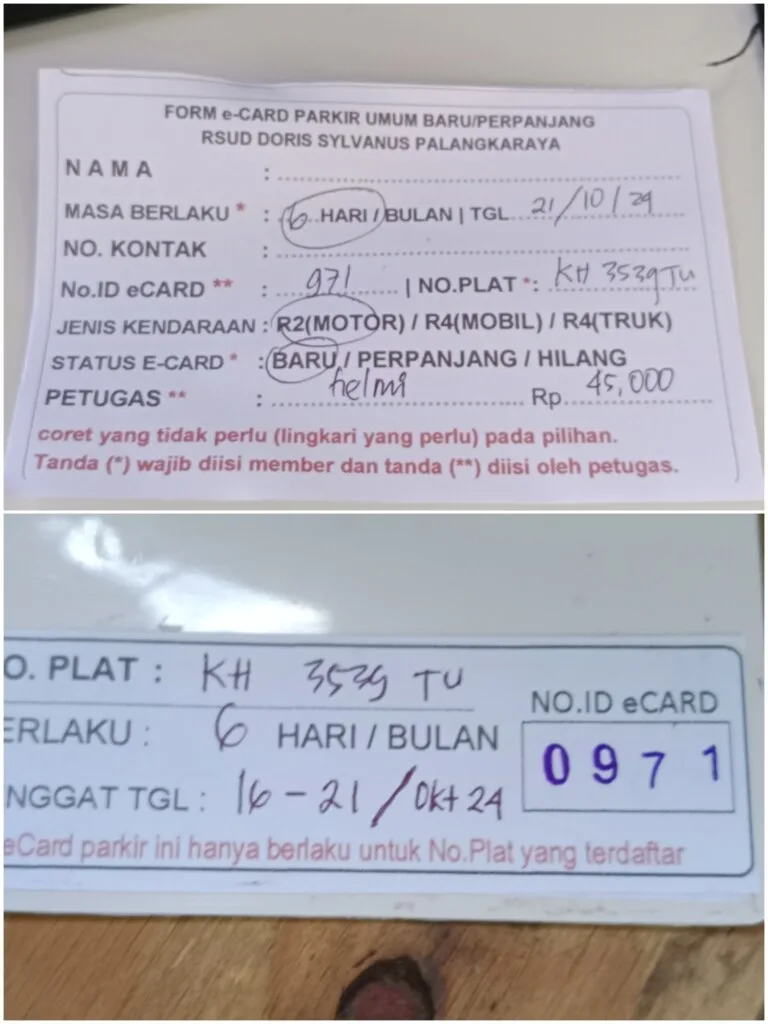 FORM e-CARD PARKIR UMUM BARU/PERPANJANG
RSUD DORIS SYLVANUS PALANGKARAYA
NAMA :
MASA BERLAKU * : 6 HARI / BULAN | TGL 21/10/24
NO. KONTAK :
No.ID eCARD ** : 971 | NO.PLAT *: KH 3539 TU
JENIS KENDARAAN : R2(MOTOR) / R4(MOBIL) / R4(TRUK)
STATUS E-CARD * : BARU / PERPANJANG / HILANG
PETUGAS ** : helmi Rp. 45,000
coret yang tidak perlu (lingkari yang perlu) pada pilihan.
Tanda (*) wajib diisi member dan tanda (**) diisi oleh petugas.
O. PLAT : KH 3539 TU
NO.ID eCARD
ERLAKU : 6 HARI / BULAN
0971
NGGAT TGL : 16-21/Okt 24
eCard parkir ini hanya berlaku untuk No.Plat yang terdaftar